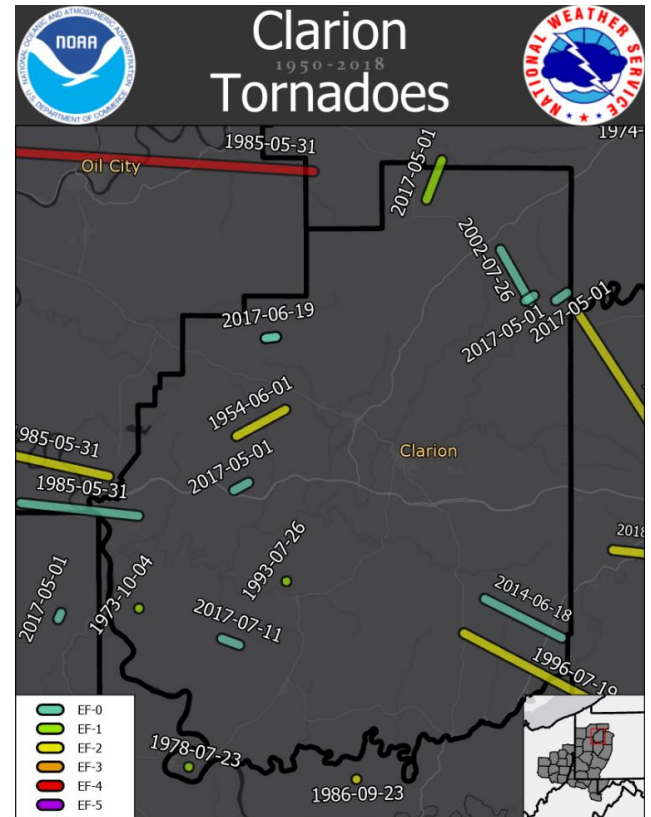 NATIONAL OCEANIC AND ATMOSPHERIC ADMINISTRATION
NOAA
U.S. DEPARTMENT OF COMMERCE
Clarion
1950-2018
Tornadoes
NATIONAL WEATHER SERVICE
1974-
1985-05-31
2017-05-01
Oil City
2002-07-26
2017-05-01
2017-05-01
2017-06-19
1954-06-01
1985-05-31
Clarion
2017-05-01
1985-05-31
2018
1993-07-26
2017-05-01
1973-10-04
2014-06-18
2017-07-11
1996-07-19
EF-0
EF-1
EF-2
EF-3
EF-4
EF-5
1978-07-23
1986-09-23